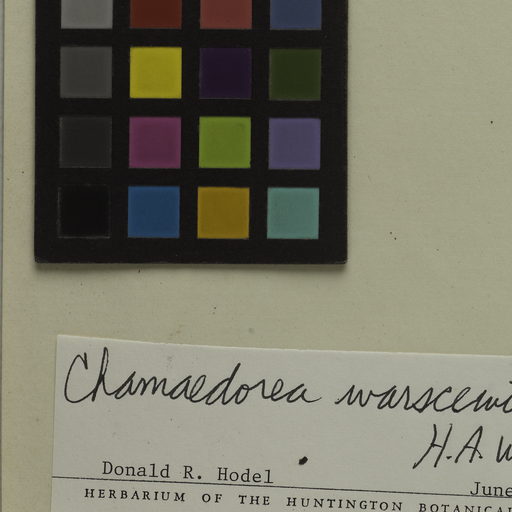 Chamaedorea warscewi
H.A. W
Donald R. Hodel June
HERBARIUM OF THE HUNTINGTON BOTANICAL